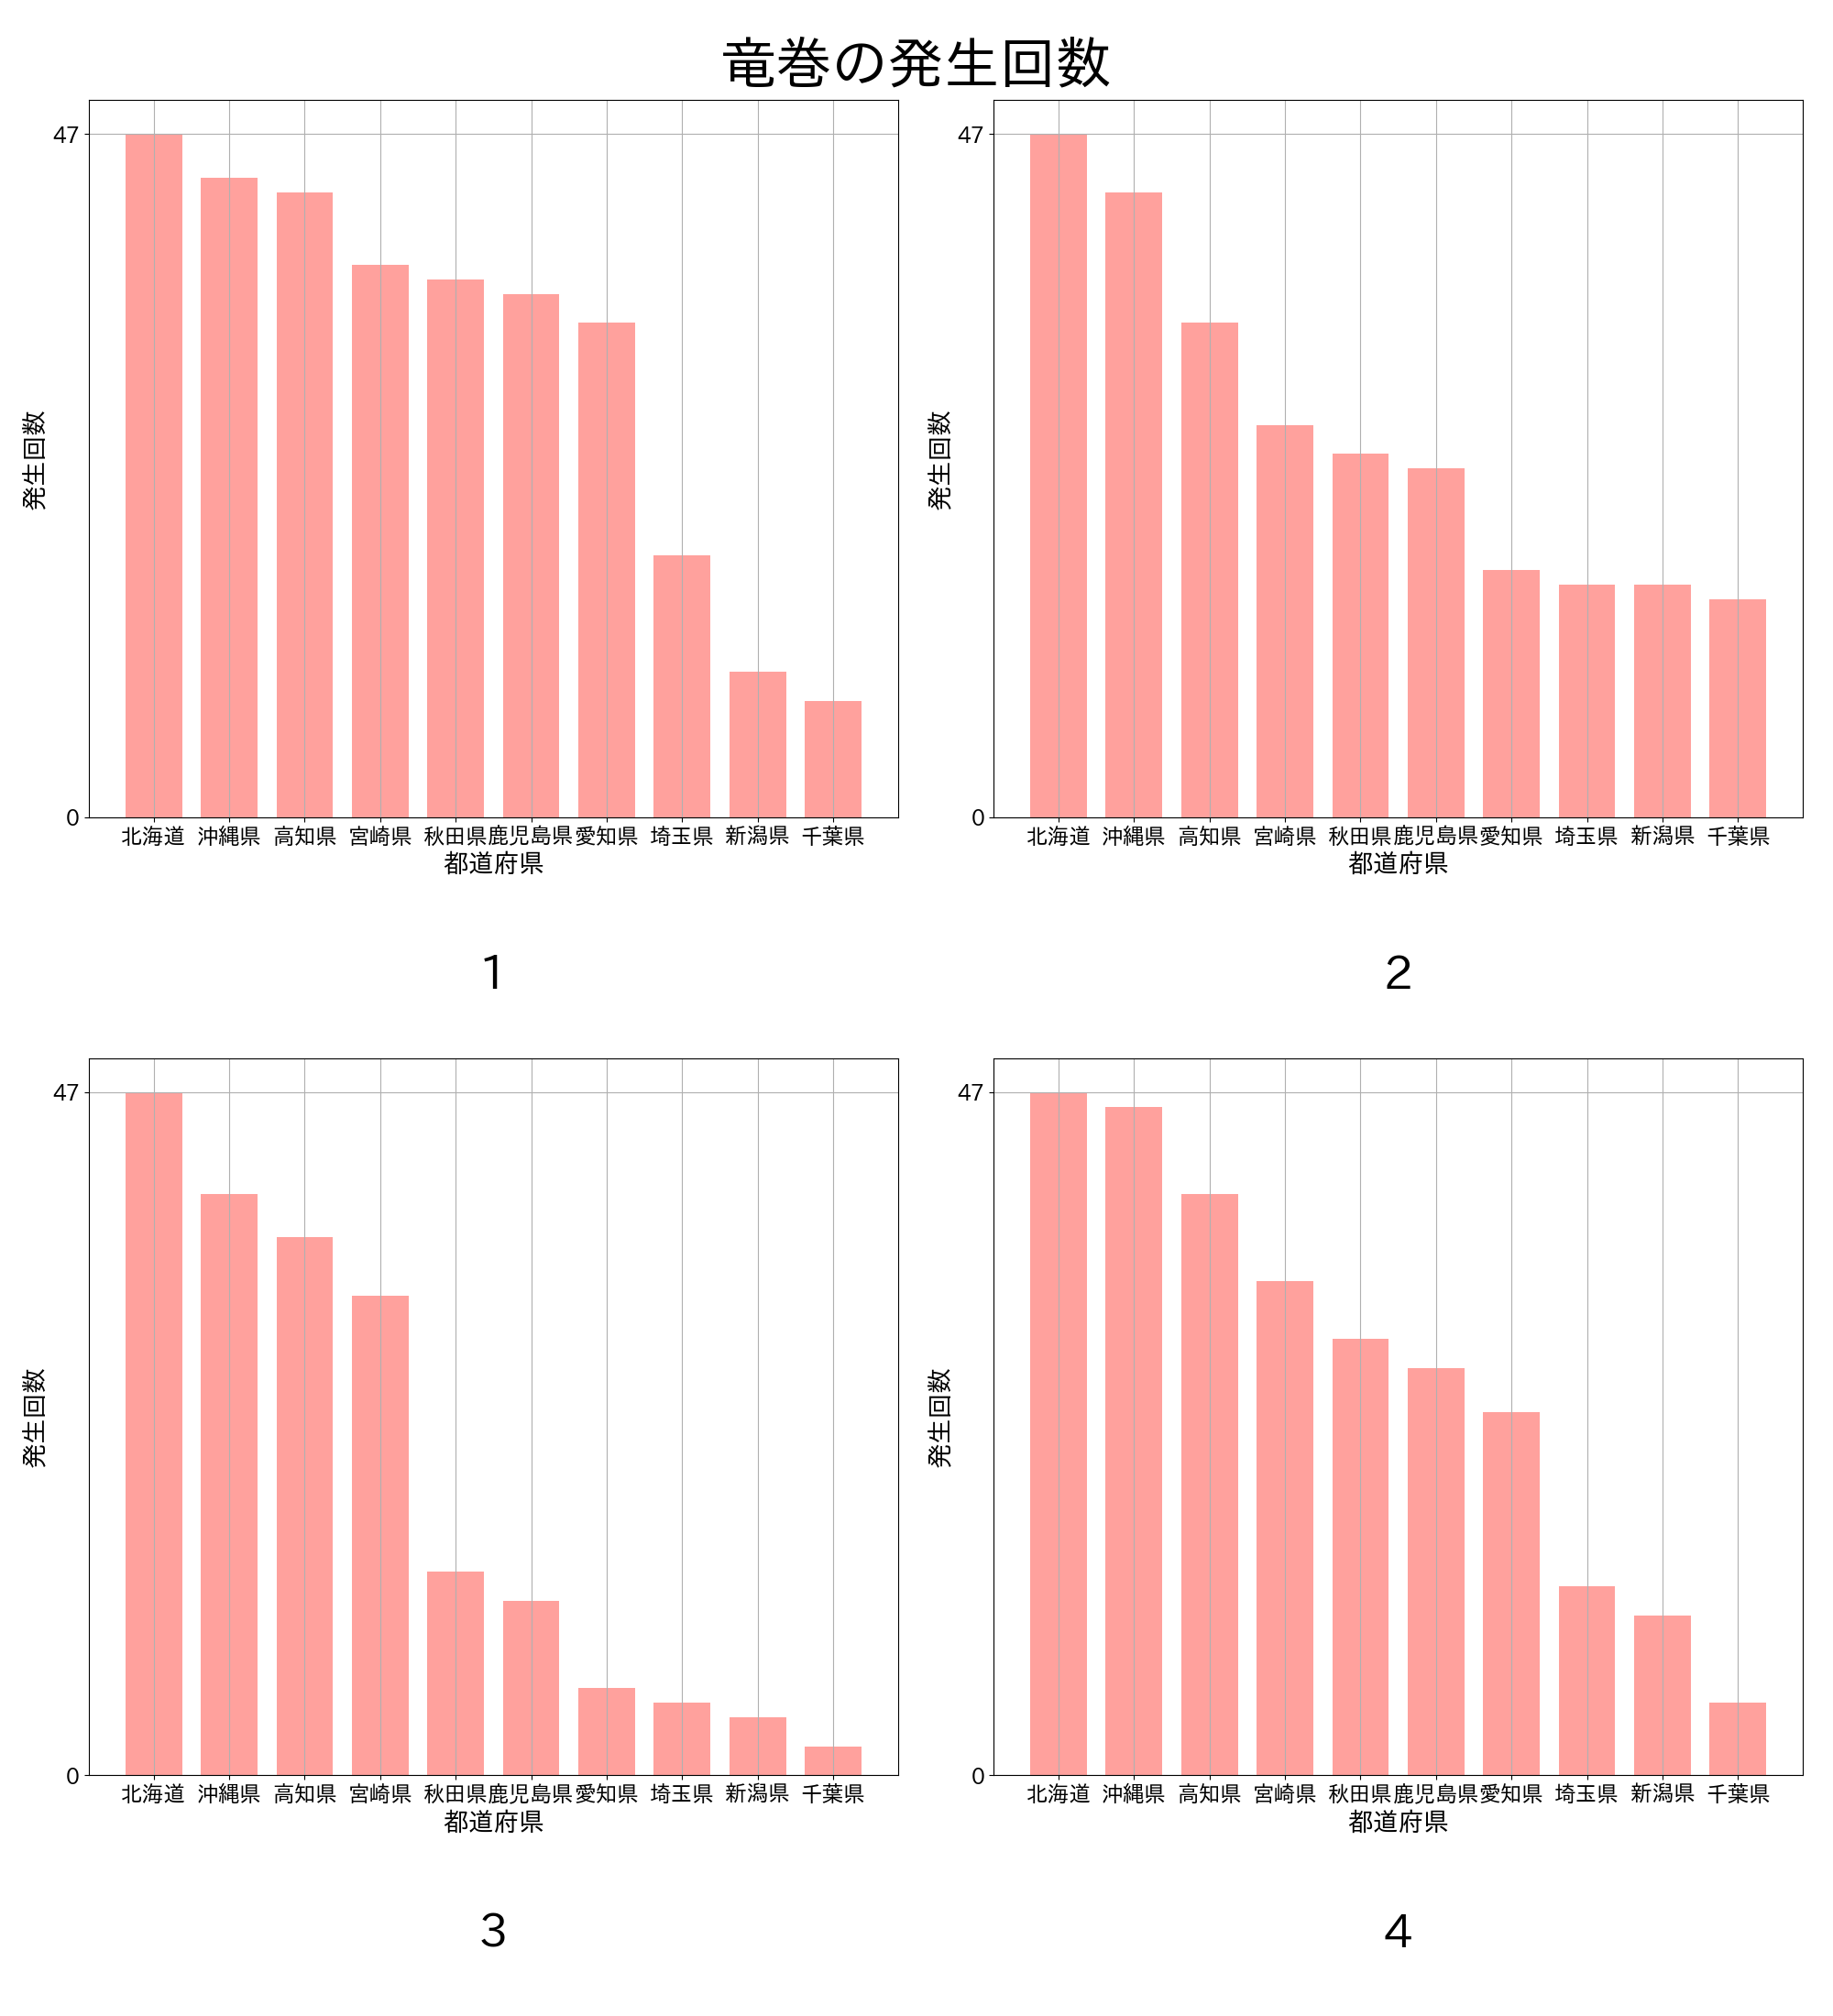 竜巻の発生回数
47
0
発生回数
北海道 沖縄県 高知県 宮崎県 秋田県 鹿児島県 愛知県 埼玉県 新潟県 千葉県
都道府県
1
47
0
発生回数
北海道 沖縄県 高知県 宮崎県 秋田県 鹿児島県 愛知県 埼玉県 新潟県 千葉県
都道府県
2
47
0
発生回数
北海道 沖縄県 高知県 宮崎県 秋田県 鹿児島県 愛知県 埼玉県 新潟県 千葉県
都道府県
3
47
0
発生回数
北海道 沖縄県 高知県 宮崎県 秋田県 鹿児島県 愛知県 埼玉県 新潟県 千葉県
都道府県
4